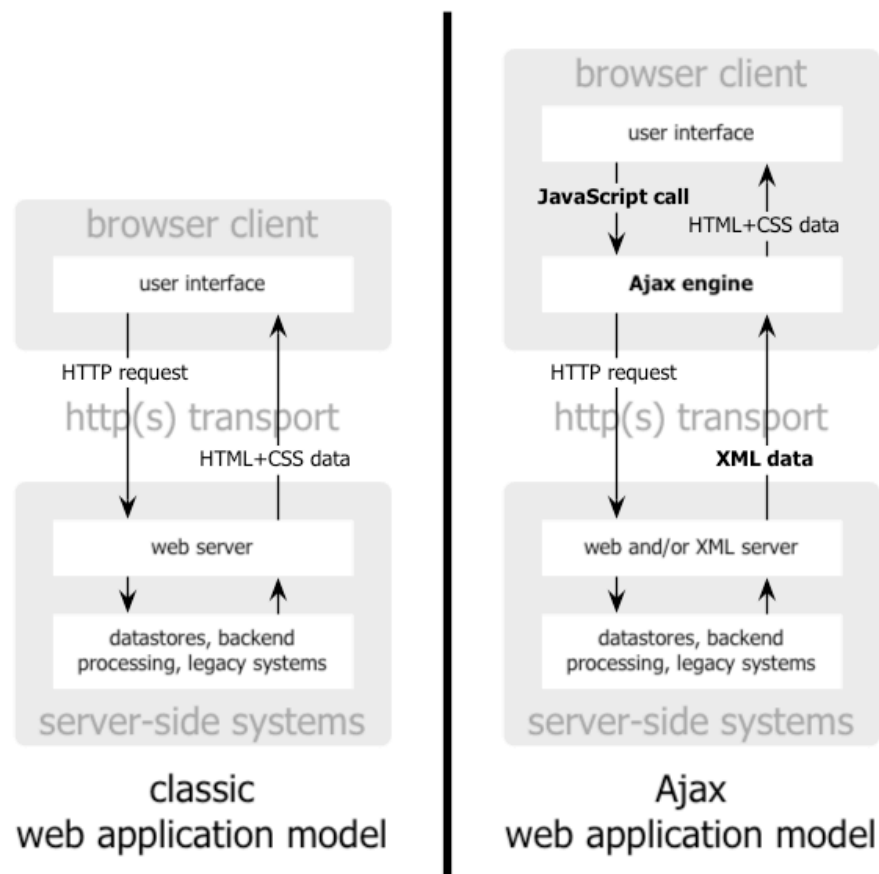 browser client
user interface
HTTP request
http(s) transport
HTML+CSS data
web server
datastores, backend
processing, legacy systems
server-side systems
classic
web application model
browser client
user interface
JavaScript call
HTML+CSS data
Ajax engine
HTTP request
http(s) transport
XML data
web and/or XML server
datastores, backend
processing, legacy systems
server-side systems
Ajax
web application model